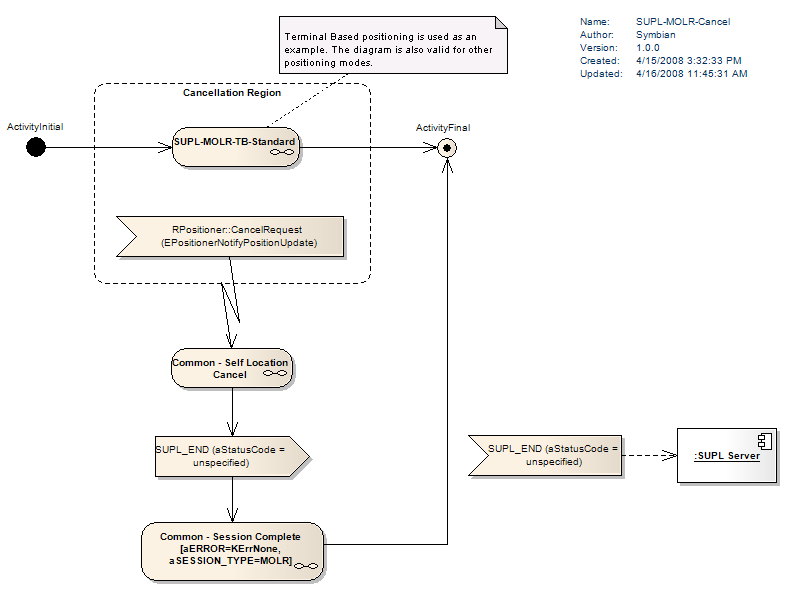 Terminal Based positioning is used as an
example. The diagram is also valid for other
positioning modes.
Name: SUPL-MOLR-Cancel
Author: Symbian
Version: 1.0.0
Created: 4/15/2008 3:32:33 PM
Updated: 4/16/2008 11:45:31 AM
Cancellation Region
ActivityInitial
ActivityFinal
SUPL-MOLR-TB-Standard
RPositioner::CancelRequest
(EPositionerNotifyPositionUpdate)
Common - Self Location
Cancel
SUPL_END (aStatusCode =
unspecified)
SUPL_END (aStatusCode =
unspecified)
:SUPL Server
Common - Session Complete
[aERROR=KErrNone,
aSESSION_TYPE=MOLR]